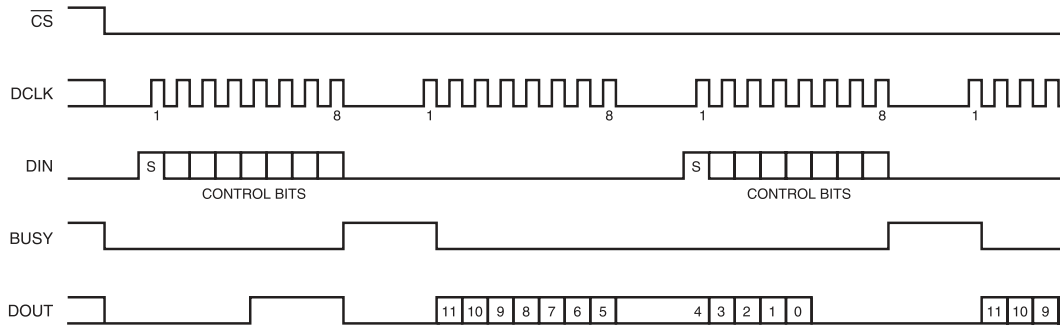 CS
DCLK
1 8 1 8 1 8 1
DIN
S S
CONTROL BITS CONTROL BITS
BUSY
DOUT
11 10 9 8 7 6 5 4 3 2 1 0 11 10 9